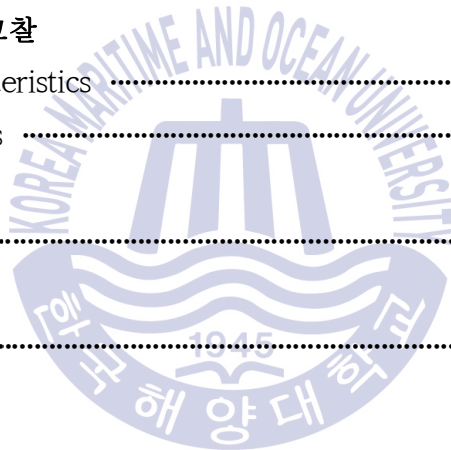 고찰
eristics
s
KOREA MARITIME AND OCEAN UNIVERSITY
1945
한국해양대학교